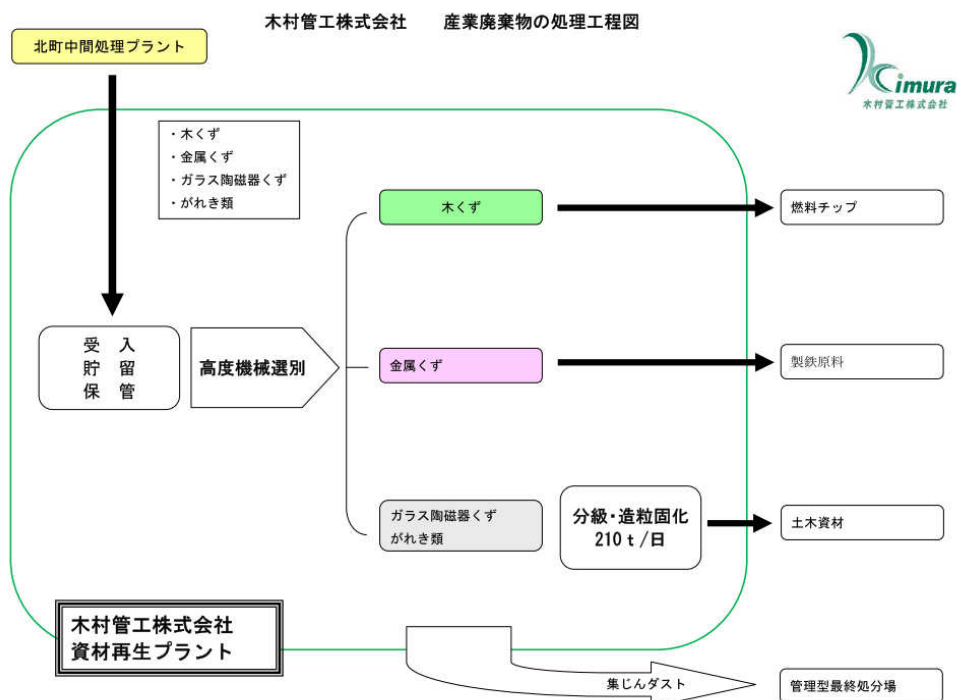 木村管工株式会社　産業廃棄物の処理工程図
北町中間処理プラント
Kimura
木村管工株式会社
・木くず
・金属くず
・ガラス陶磁器くず
・がれき類
木くず
燃料チップ
受　入
貯　留
保　管
高度機械選別
金属くず
製鉄原料
ガラス陶磁器くず
がれき類
分級・造粒固化
210ｔ/日
土木資材
木村管工株式会社
資材再生プラント
集じんダスト
管理型最終処分場